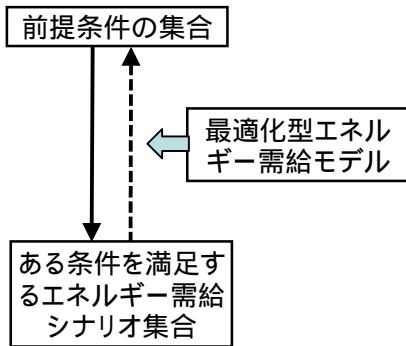 前提条件の集合
最適化型エネル
ギー需給モデル
ある条件を満足す
るエネルギー需給
シナリオ集合